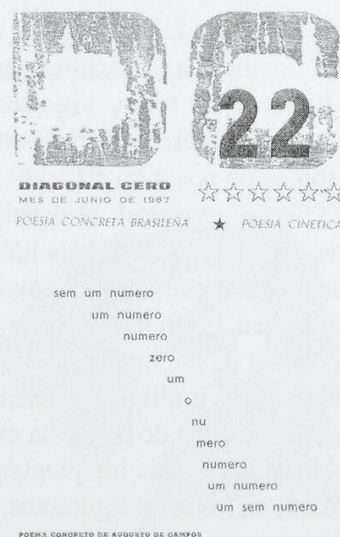 22
DIAGONAL CERO
MES DE JUNIO DE 1967
POESIA CONCRETA BRASILEÑA ★ POESIA CINETICA
sem um numero
um numero
numero
zero
um
o
nu
mero
numero
um numero
um sem numero
POEMA CONCRETO DE AUGUSTO DE CAMPOS